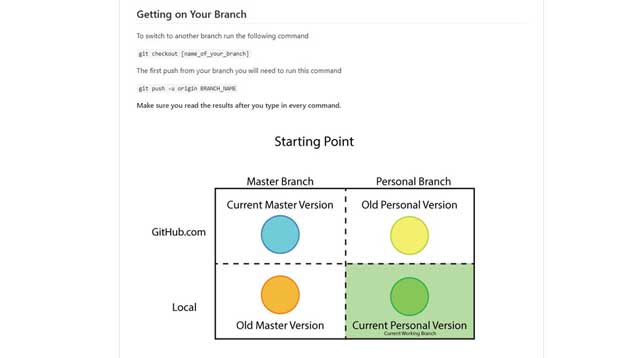 Getting on Your Branch
To switch to another branch run the following command
git checkout [name_of_your_branch]
The first push from your branch you will need to run this command
git push -u origin BRANCH_NAME
Make sure you read the results after you type in every command.
Starting Point
Master Branch Personal Branch
Current Master Version Old Personal Version
GitHub.com
Local
Old Master Version Current Personal Version
Current Working Branch